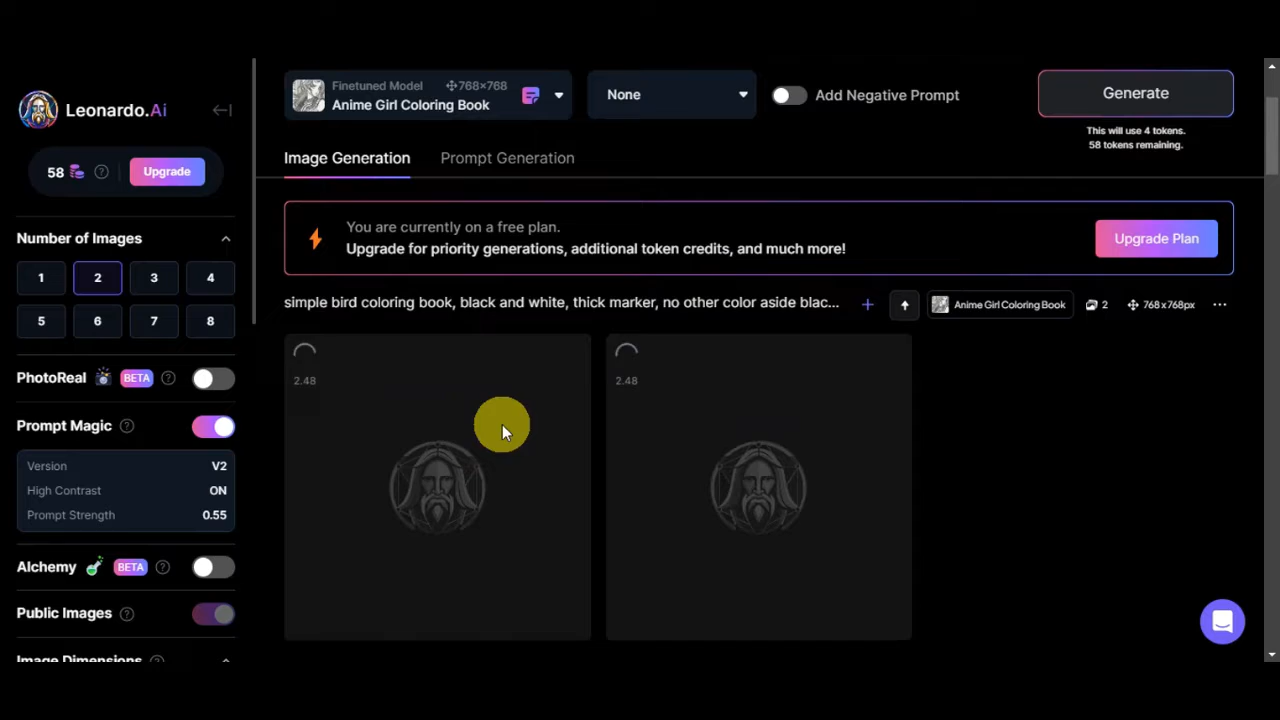 Leonardo.Ai
58
Upgrade
Number of Images
1 2 3 4
5 6 7 8
PhotoReal BETA
Prompt Magic
Version V2
High Contrast ON
Prompt Strength 0.55
Alchemy BETA
Public Images
Image Dimensions
Finetuned Model 768×768
Anime Girl Coloring Book
None
Add Negative Prompt
Generate
This will use 4 tokens.
58 tokens remaining.
Image Generation Prompt Generation
You are currently on a free plan.
Upgrade for priority generations, additional token credits, and much more!
Upgrade Plan
simple bird coloring book, black and white, thick marker, no other color aside blac...
Anime Girl Coloring Book 2 768x768px
2.48 2.48